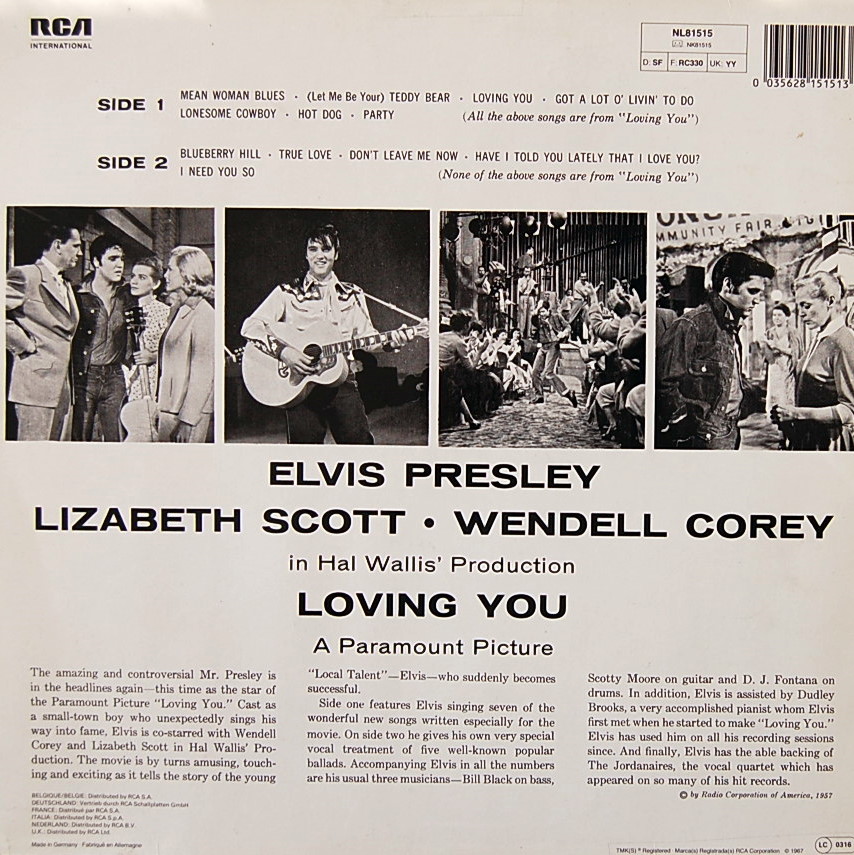 RCA
INTERNATIONAL
NL81515
NK81515
D: SF F: RC330 UK: YY
0 035628 151513
SIDE 1
MEAN WOMAN BLUES · (Let Me Be Your) TEDDY BEAR · LOVING YOU · GOT A LOT O' LIVIN' TO DO
LONESOME COWBOY · HOT DOG · PARTY (All the above songs are from "Loving You")
SIDE 2
BLUEBERRY HILL · TRUE LOVE · DON'T LEAVE ME NOW · HAVE I TOLD YOU LATELY THAT I LOVE YOU?
I NEED YOU SO (None of the above songs are from "Loving You")
MMUNITY FAIR
ELVIS PRESLEY
LIZABETH SCOTT • WENDELL COREY
in Hal Wallis' Production
LOVING YOU
A Paramount Picture
The amazing and controversial Mr. Presley is
in the headlines again—this time as the star of
the Paramount Picture "Loving You." Cast as
a small-town boy who unexpectedly sings his
way into fame, Elvis is co-starred with Wendell
Corey and Lizabeth Scott in Hal Wallis' Pro-
duction. The movie is by turns amusing, touch-
ing and exciting as it tells the story of the young
"Local Talent"—Elvis—who suddenly becomes
successful.
Side one features Elvis singing seven of the
wonderful new songs written especially for the
movie. On side two he gives his own very special
vocal treatment of five well-known popular
ballads. Accompanying Elvis in all the numbers
are his usual three musicians—Bill Black on bass,
Scotty Moore on guitar and D. J. Fontana on
drums. In addition, Elvis is assisted by Dudley
Brooks, a very accomplished pianist whom Elvis
first met when he started to make "Loving You."
Elvis has used him on all his recording sessions
since. And finally, Elvis has the able backing of
The Jordanaires, the vocal quartet which has
appeared on so many of his hit records.
© by Radio Corporation of America, 1957
BELGIQUE/BELGIE: Distributed by RCA S.A.
DEUTSCHLAND: Vertrieb durch RCA Schallplatten GmbH
FRANCE: Distribué par RCA S.A.
ITALIA: Distributed by RCA S.p.A.
NEDERLAND: Distributed by RCA B.V.
U.K.: Distributed by RCA Ltd.
Made in Germany · Fabriqué en Allemagne
TMK(S) ® Registered · Marca(s) Registrada(s) RCA Corporation © 1957
LC 0316